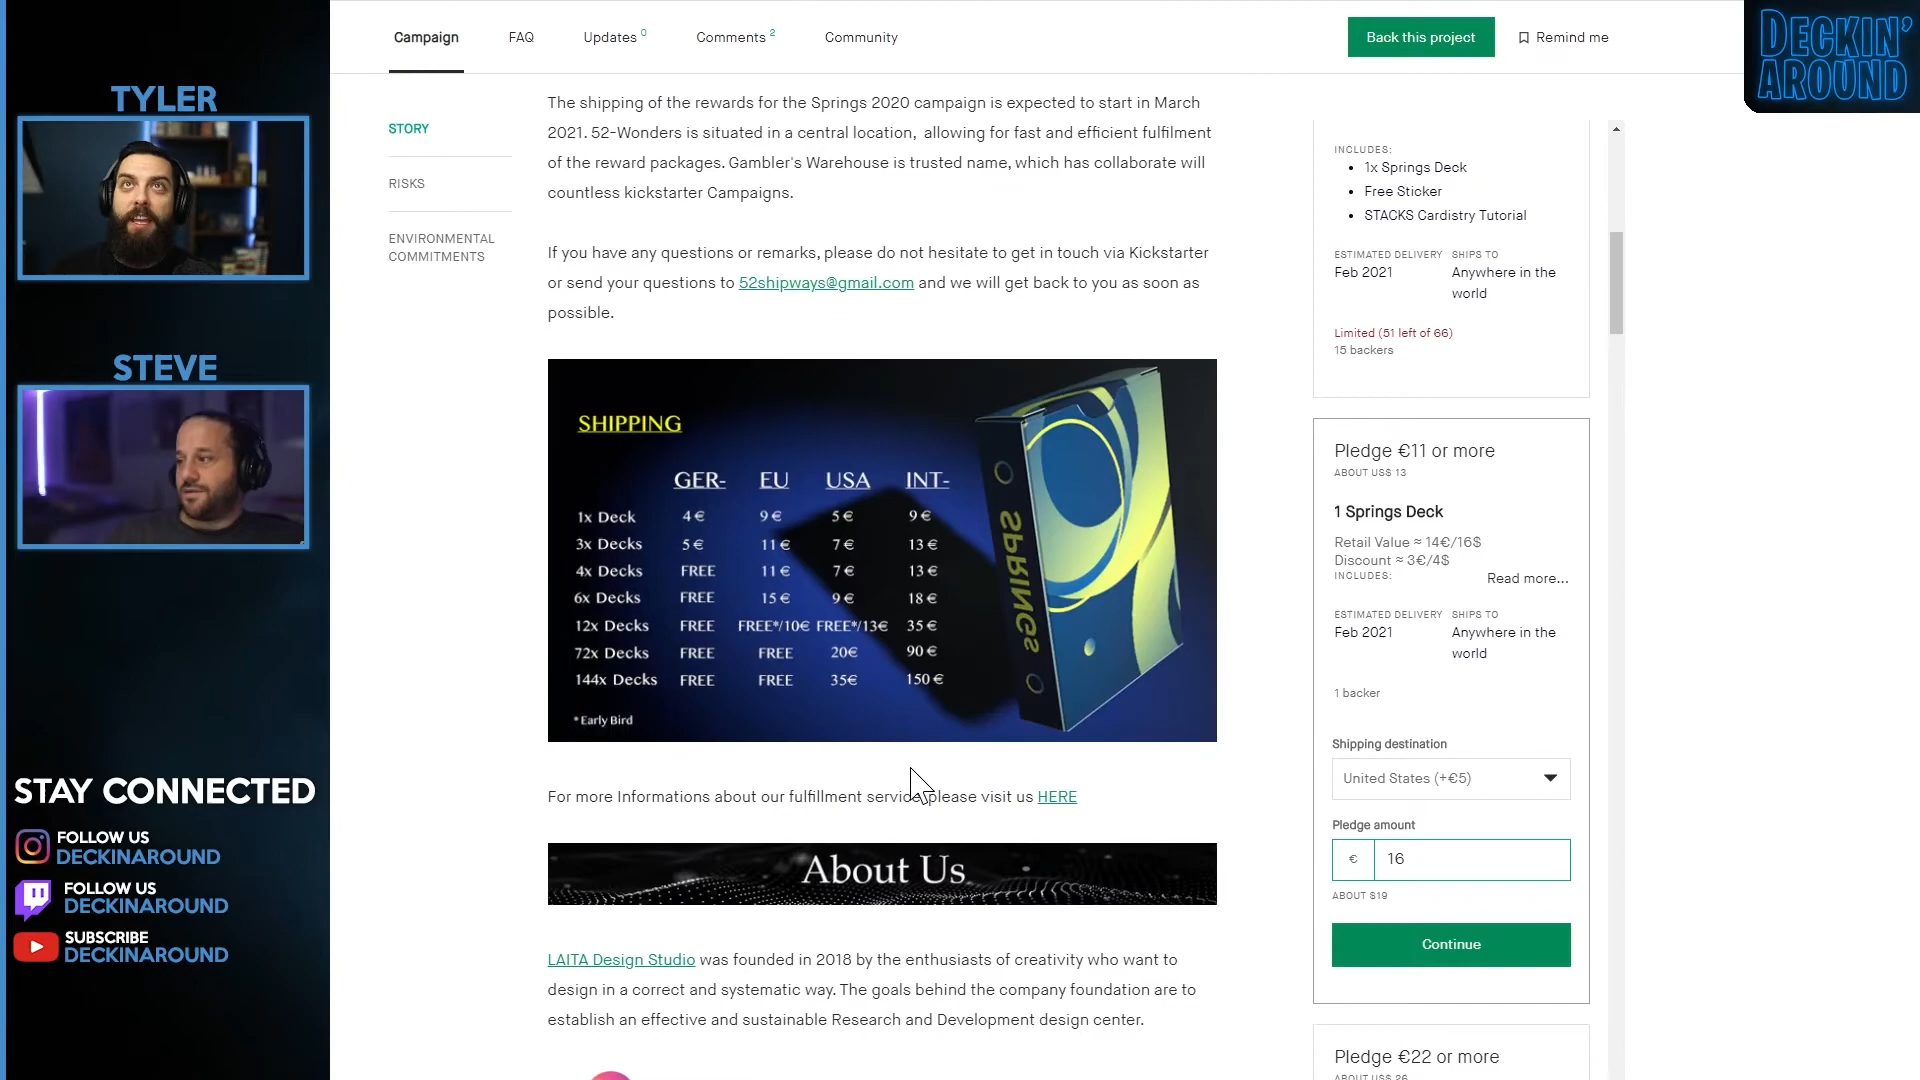 TYLER
STEVE
STAY CONNECTED
FOLLOW US
DECKINAROUND
FOLLOW US
DECKINAROUND
SUBSCRIBE
DECKINAROUND
Campaign
FAQ
Updates 0
Comments 2
Community
Back this project
Remind me
DECKIN'
AROUND
STORY
RISKS
ENVIRONMENTAL
COMMITMENTS
The shipping of the rewards for the Springs 2020 campaign is expected to start in March
2021. 52-Wonders is situated in a central location, allowing for fast and efficient fulfilment
of the reward packages. Gambler's Warehouse is trusted name, which has collaborate will
countless kickstarter Campaigns.
If you have any questions or remarks, please do not hesitate to get in touch via Kickstarter
or send your questions to 52shipways@gmail.com and we will get back to you as soon as
possible.
SHIPPING
GER- EU USA INT-
1x Deck 4€ 9€ 5€ 9€
3x Decks 5€ 11€ 7€ 13€
4x Decks FREE 11€ 7€ 13€
6x Decks FREE 15€ 9€ 18€
12x Decks FREE FREE*/10€ FREE*/13€ 35€
72x Decks FREE FREE 20€ 90€
144x Decks FREE FREE 35€ 150€
*Early Bird
SPRINGS
For more Informations about our fulfillment service please visit us HERE
About Us
LAITA Design Studio was founded in 2018 by the enthusiasts of creativity who want to
design in a correct and systematic way. The goals behind the company foundation are to
establish an effective and sustainable Research and Development design center.
INCLUDES:
• 1x Springs Deck
• Free Sticker
• STACKS Cardistry Tutorial
ESTIMATED DELIVERY SHIPS TO
Feb 2021 Anywhere in the
world
Limited (51 left of 66)
15 backers
Pledge €11 or more
ABOUT US$ 13
1 Springs Deck
Retail Value ≈ 14€/16$
Discount ≈ 3€/4$
INCLUDES:
Read more...
ESTIMATED DELIVERY SHIPS TO
Feb 2021 Anywhere in the
world
1 backer
Shipping destination
United States (+€5)
Pledge amount
€ 16
ABOUT $19
Continue
Pledge €22 or more
ABOUT US$ 26